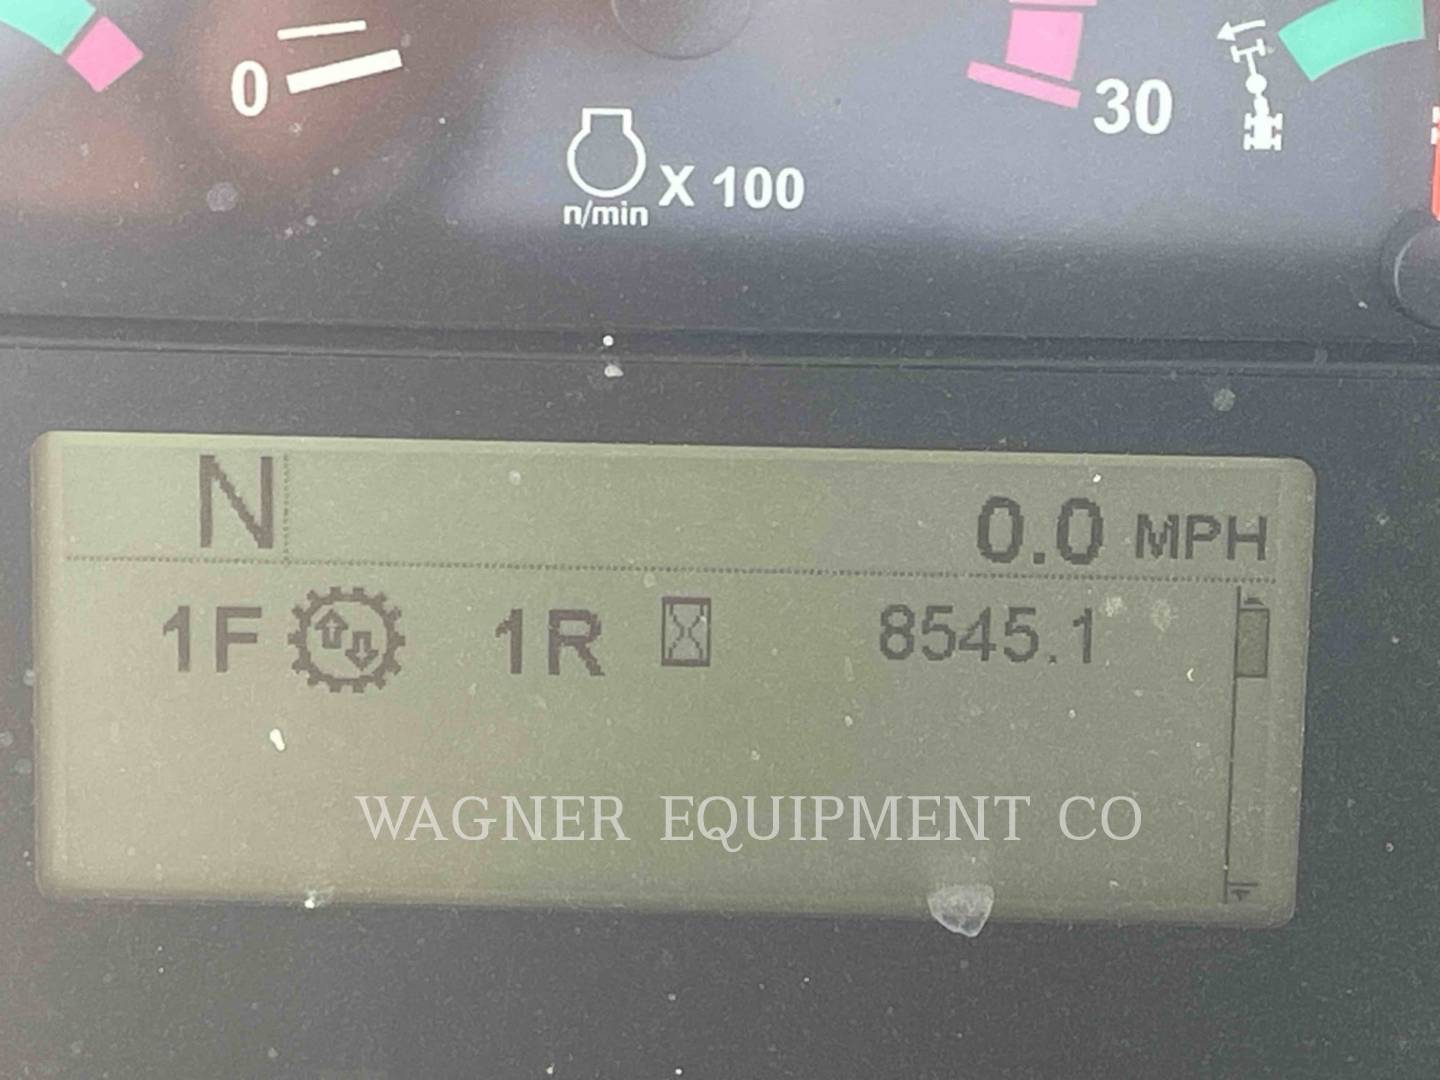 0
30
n/min X 100
N
0.0 MPH
1F 1R 8545.1
WAGNER EQUIPMENT CO